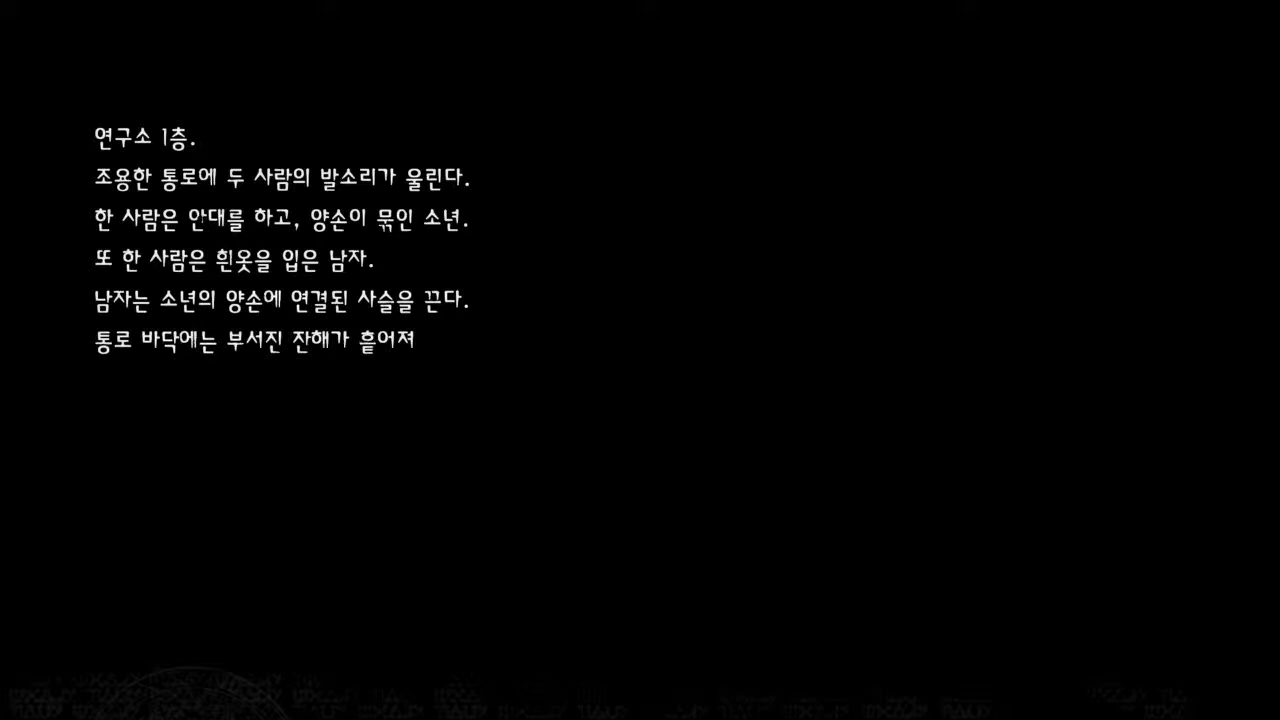 연구소 1층.
조용한 통로에 두 사람의 발소리가 울린다.
한 사람은 안대를 하고, 양손이 묶인 소년.
또 한 사람은 흰옷을 입은 남자.
남자는 소년의 양손에 연결된 사슬을 끈다.
통로 바닥에는 부서진 잔해가 흩어져